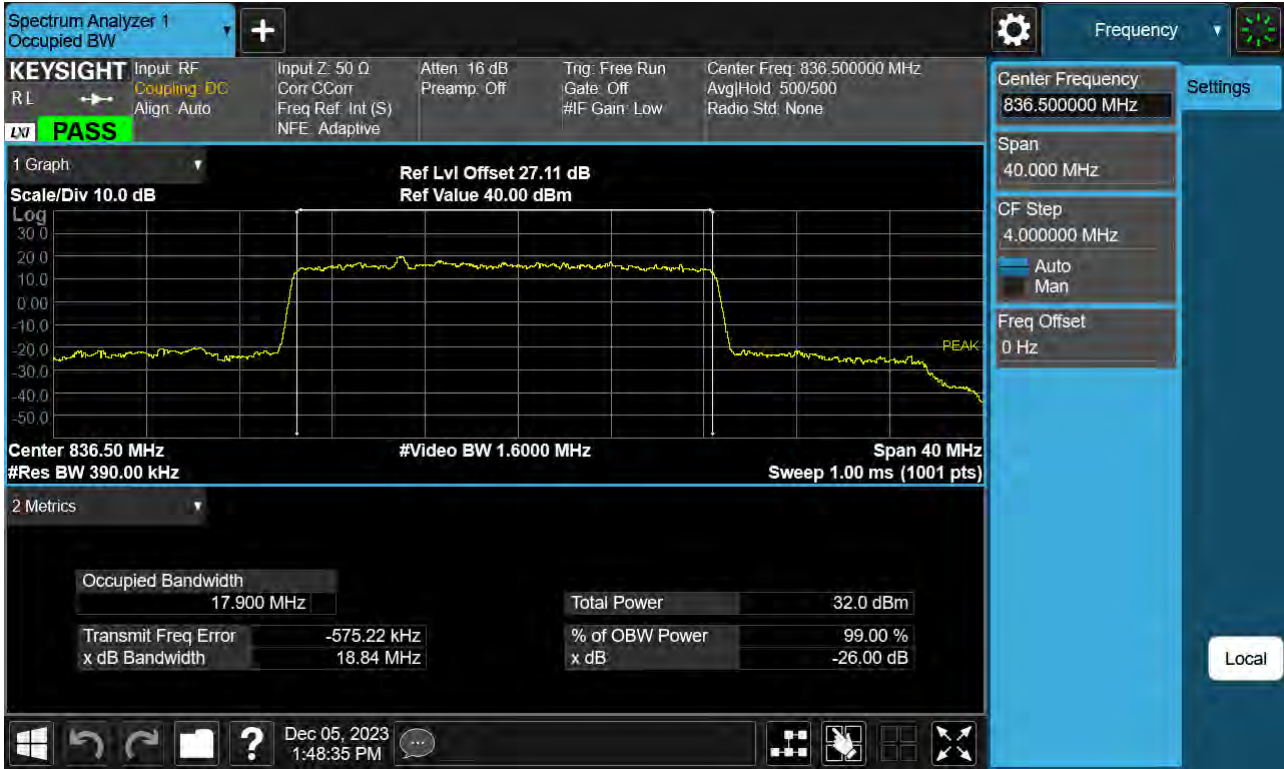 Spectrum Analyzer 1
Occupied BW
+
Frequency
KEYSIGHT
RL
LXI
PASS
Input: RF
Coupling: DC
Align: Auto
Input Z: 50 Ω
Corr CCorr
Freq Ref: Int (S)
NFE: Adaptive
Atten: 16 dB
Preamp: Off
Trig: Free Run
Gate: Off
#IF Gain: Low
Center Freq: 836.500000 MHz
Avg|Hold: 500/500
Radio Std: None
Center Frequency
836.500000 MHz
Settings
Span
40.000 MHz
CF Step
4.000000 MHz
Auto
Man
Freq Offset
0 Hz
Local
1 Graph
Scale/Div 10.0 dB
Ref Lvl Offset 27.11 dB
Ref Value 40.00 dBm
Log
30.0
20.0
10.0
0.00
-10.0
-20.0
-30.0
-40.0
-50.0
PEAK
Center 836.50 MHz
#Video BW 1.6000 MHz
Span 40 MHz
#Res BW 390.00 kHz
Sweep 1.00 ms (1001 pts)
2 Metrics
Occupied Bandwidth
17.900 MHz
Total Power 32.0 dBm
Transmit Freq Error -575.22 kHz
% of OBW Power 99.00 %
x dB Bandwidth 18.84 MHz
x dB -26.00 dB
?
Dec 05, 2023
1:48:35 PM